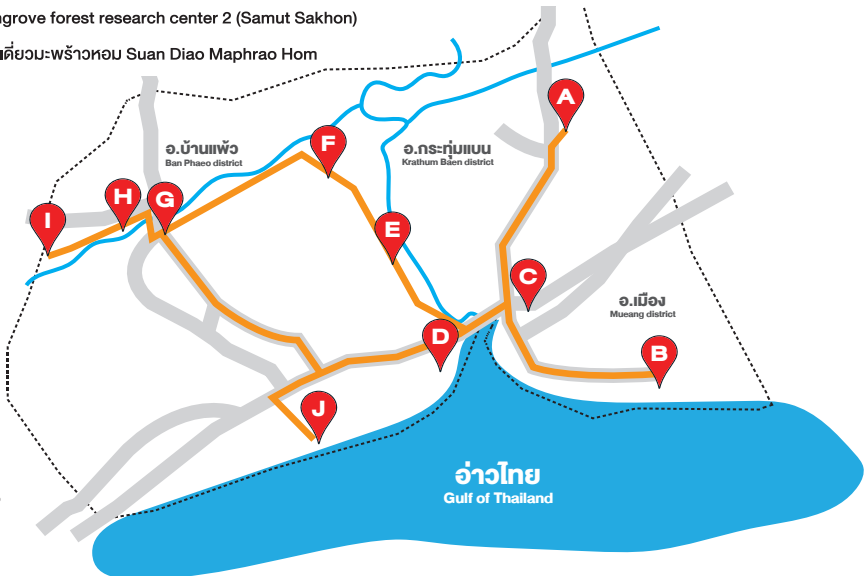 ngrove forest research center 2 (Samut Sakhon)
เดี่ยวมะพร้าวหอม Suan Diao Maphrao Hom
A
F
อ.บ้านแพ้ว
Ban Phaeo district
อ.กระทุ่มแบน
Krathum Baen district
H
G
I
E
C
อ.เมือง
Mueang district
D
B
J
อ่าวไทย
Gulf of Thailand